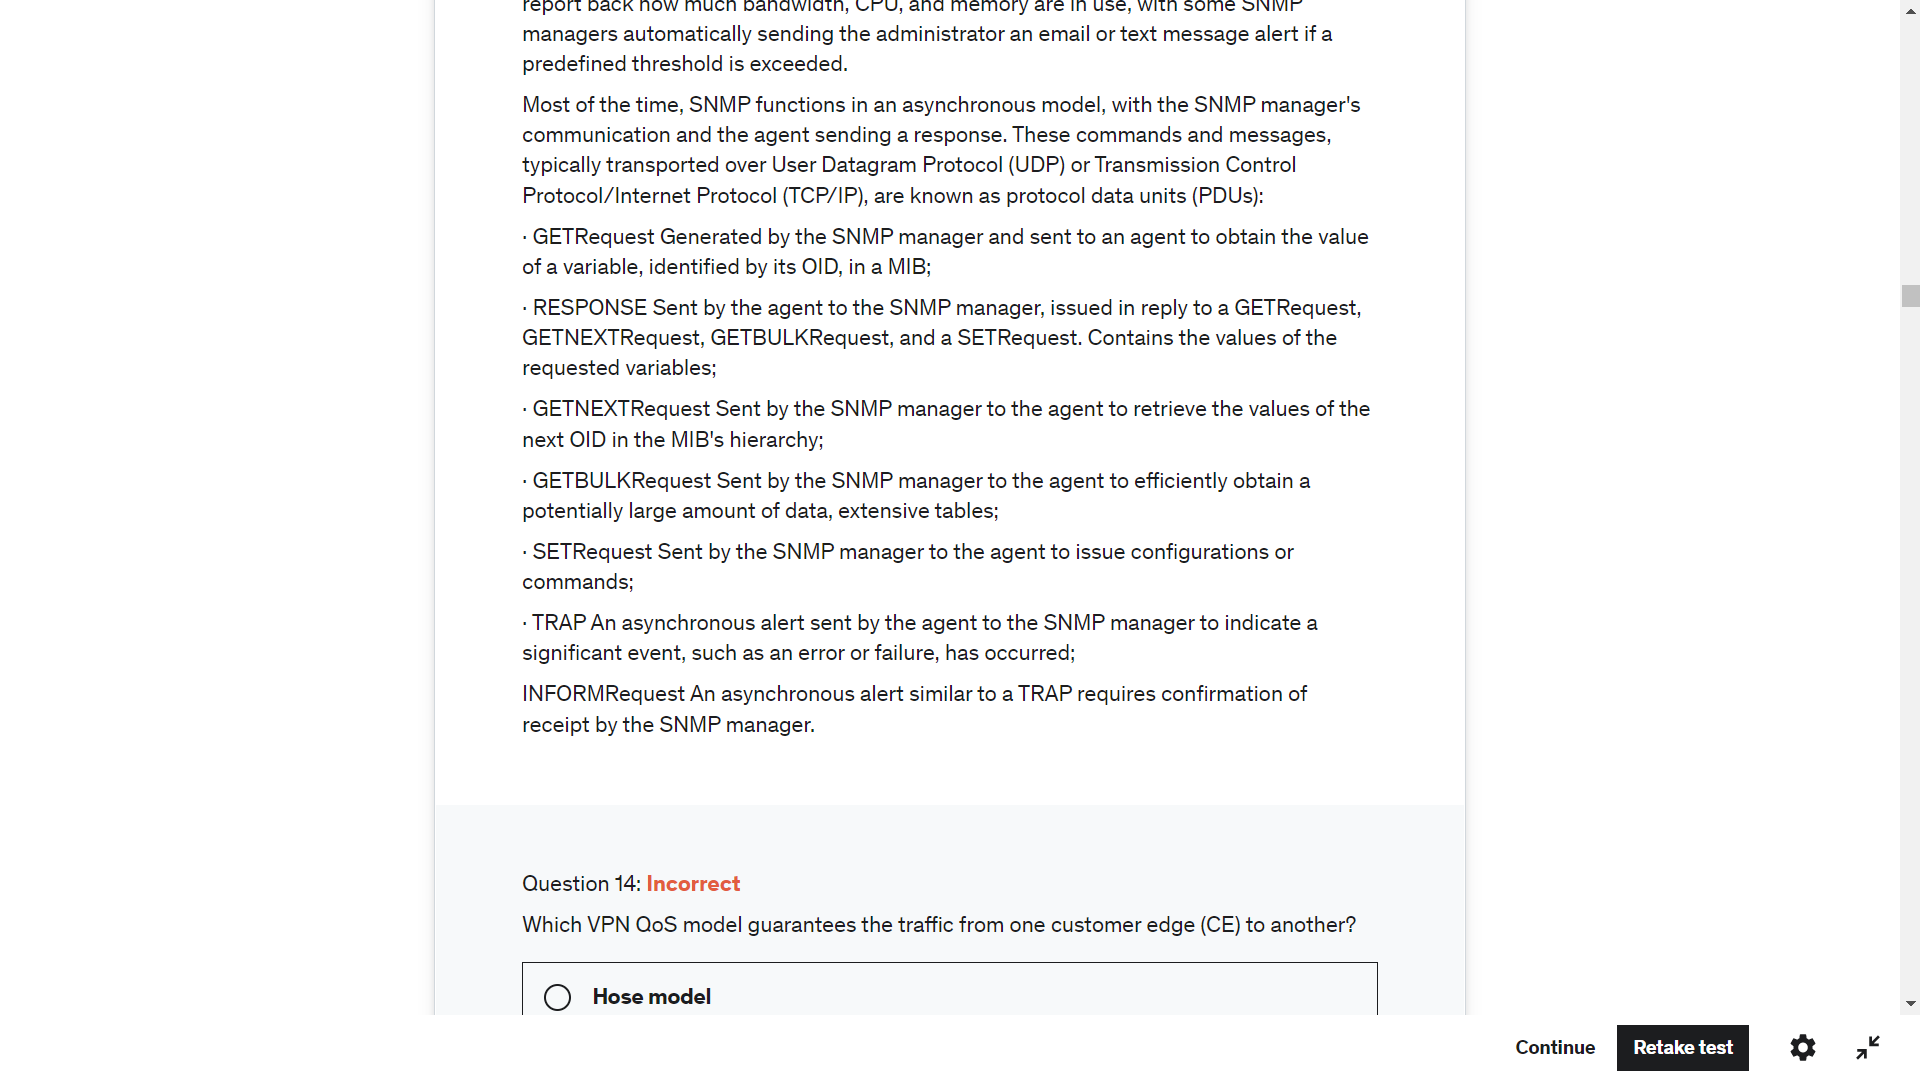 report back how much bandwidth, CPU, and memory are in use, with some SNMP
managers automatically sending the administrator an email or text message alert if a
predefined threshold is exceeded.
Most of the time, SNMP functions in an asynchronous model, with the SNMP manager's
communication and the agent sending a response. These commands and messages,
typically transported over User Datagram Protocol (UDP) or Transmission Control
Protocol/Internet Protocol (TCP/IP), are known as protocol data units (PDUs):
· GETRequest Generated by the SNMP manager and sent to an agent to obtain the value
of a variable, identified by its OID, in a MIB;
· RESPONSE Sent by the agent to the SNMP manager, issued in reply to a GETRequest,
GETNEXTRequest, GETBULKRequest, and a SETRequest. Contains the values of the
requested variables;
· GETNEXTRequest Sent by the SNMP manager to the agent to retrieve the values of the
next OID in the MIB's hierarchy;
· GETBULKRequest Sent by the SNMP manager to the agent to efficiently obtain a
potentially large amount of data, extensive tables;
· SETRequest Sent by the SNMP manager to the agent to issue configurations or
commands;
· TRAP An asynchronous alert sent by the agent to the SNMP manager to indicate a
significant event, such as an error or failure, has occurred;
INFORMRequest An asynchronous alert similar to a TRAP requires confirmation of
receipt by the SNMP manager.
Question 14: Incorrect
Which VPN QoS model guarantees the traffic from one customer edge (CE) to another?
Hose model
Continue
Retake test